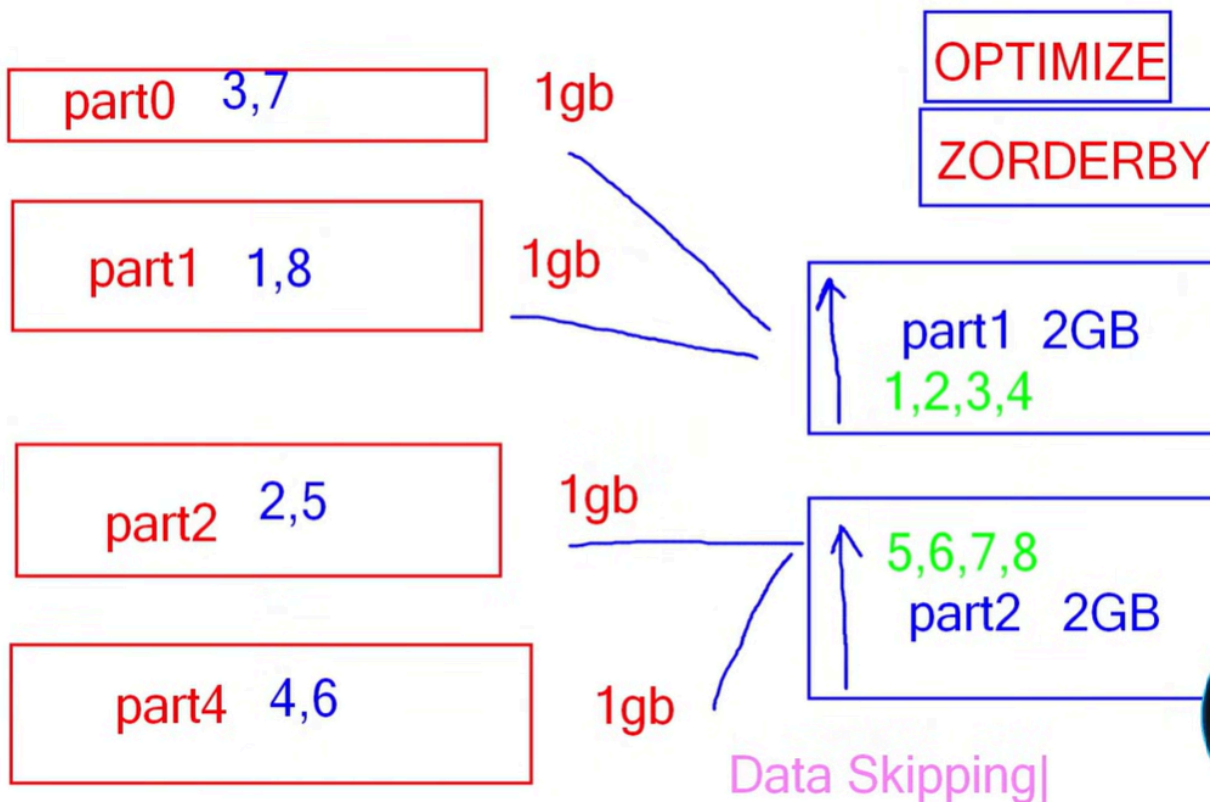 OPTIMIZE
ZORDERBY
part0 3,7
1gb
part1 1,8
1gb
part2 2,5
1gb
part4 4,6
1gb
part1 2GB
1,2,3,4
5,6,7,8
part2 2GB
Data Skipping